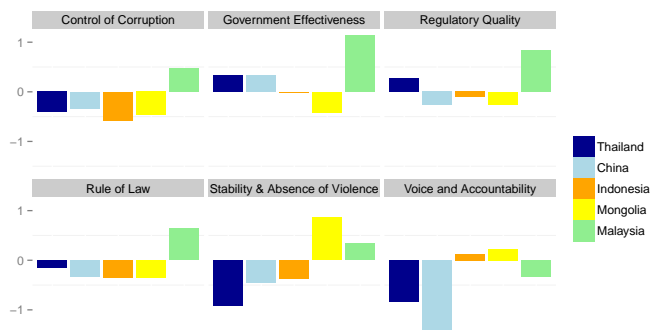 Control of Corruption
Government Effectiveness
Regulatory Quality
1
0
−1
Rule of Law
Stability & Absence of Violence
Voice and Accountability
1
0
−1
Thailand
China
Indonesia
Mongolia
Malaysia